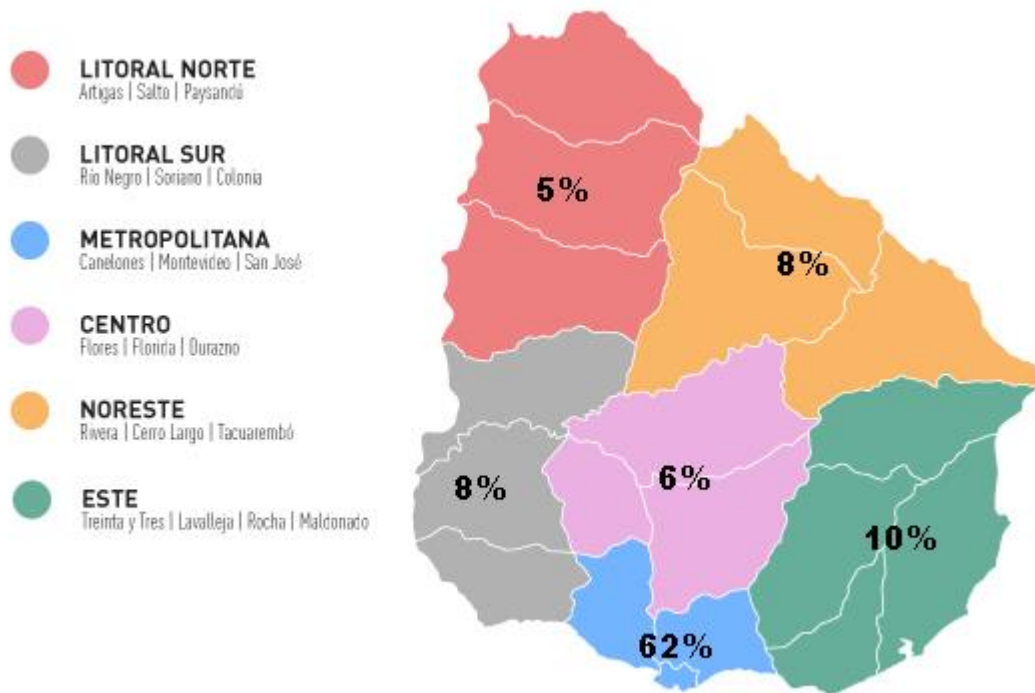 LITORAL NORTE
Artigas | Salto | Paysandú
LITORAL SUR
Río Negro | Soriano | Colonia
METROPOLITANA
Canelones | Montevideo | San José
CENTRO
Flores | Florida | Durazno
NORESTE
Rivera | Cerro Largo | Tacuarembó
ESTE
Treinta y Tres | Lavalleja | Rocha | Maldonado
5%
8%
8%
6%
10%
62%